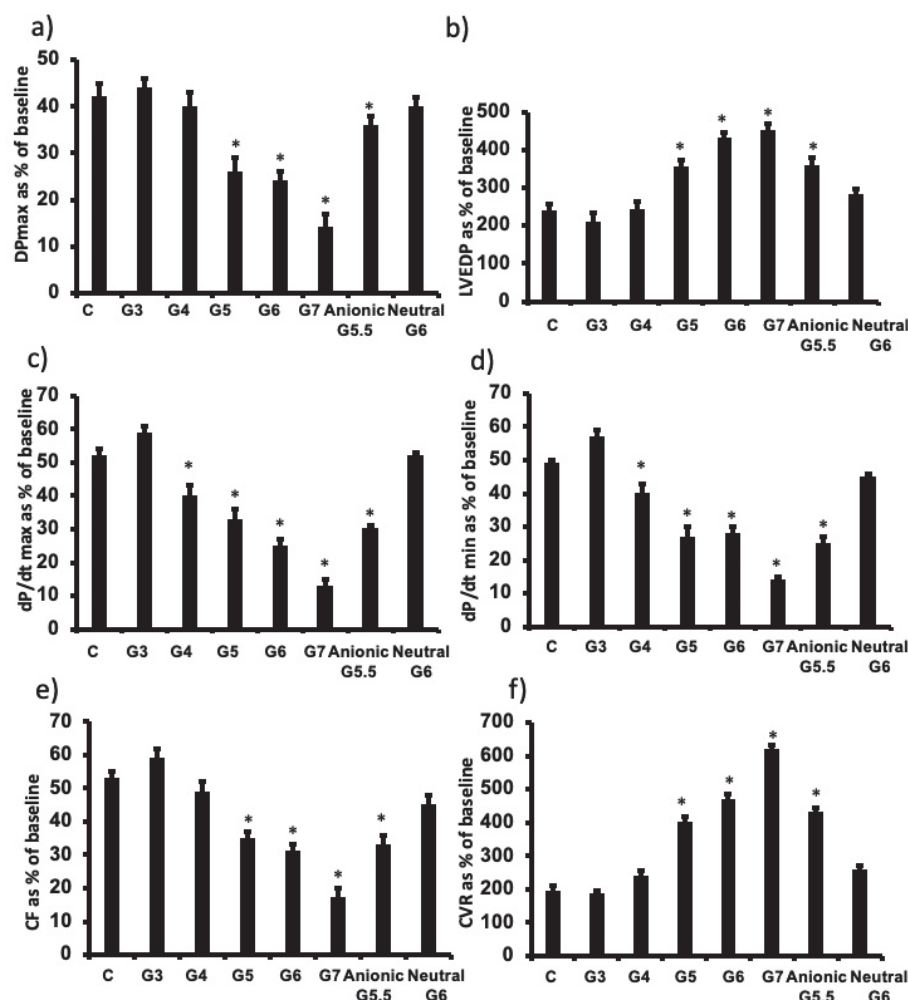 a)
DPmax as % of baseline
50
40
30
20
10
0
*
*
*
*
C G3 G4 G5 G6 G7 Anionic Neutral
G5.5 G6
b)
LVEDP as % of baseline
500
400
300
200
100
0
*
*
*
*
C G3 G4 G5 G6 G7 Anionic Neutral
G5.5 G6
c)
dP/dt max as % of baseline
70
60
50
40
30
20
10
0
*
*
*
*
*
C G3 G4 G5 G6 G7 Anionic Neutral
G5.5 G6
d)
dP/dt min as % of baseline
70
60
50
40
30
20
10
0
*
*
*
*
*
C G3 G4 G5 G6 G7 Anionic Neutral
G5.5 G6
e)
CF as % of baseline
70
60
50
40
30
20
10
0
*
*
*
*
C G3 G4 G5 G6 G7 Anionic Neutral
G5.5 G6
f)
CVR as % of baseline
700
600
500
400
300
200
100
0
*
*
*
*
C G3 G4 G5 G6 G7 Anionic Neutral
G5.5 G6